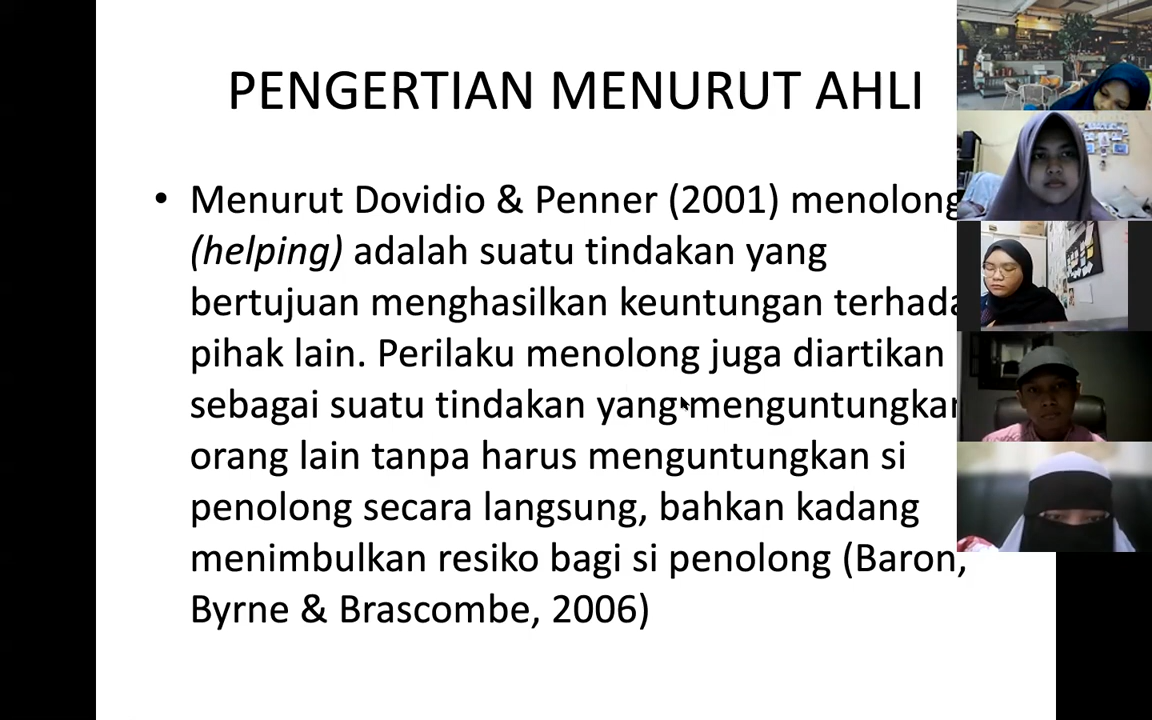 PENGERTIAN MENURUT AHLI
• Menurut Dovidio & Penner (2001) menolong
(helping) adalah suatu tindakan yang
bertujuan menghasilkan keuntungan terhada
pihak lain. Perilaku menolong juga diartikan
sebagai suatu tindakan yang menguntungkan
orang lain tanpa harus menguntungkan si
penolong secara langsung, bahkan kadang
menimbulkan resiko bagi si penolong (Baron,
Byrne & Brascombe, 2006)